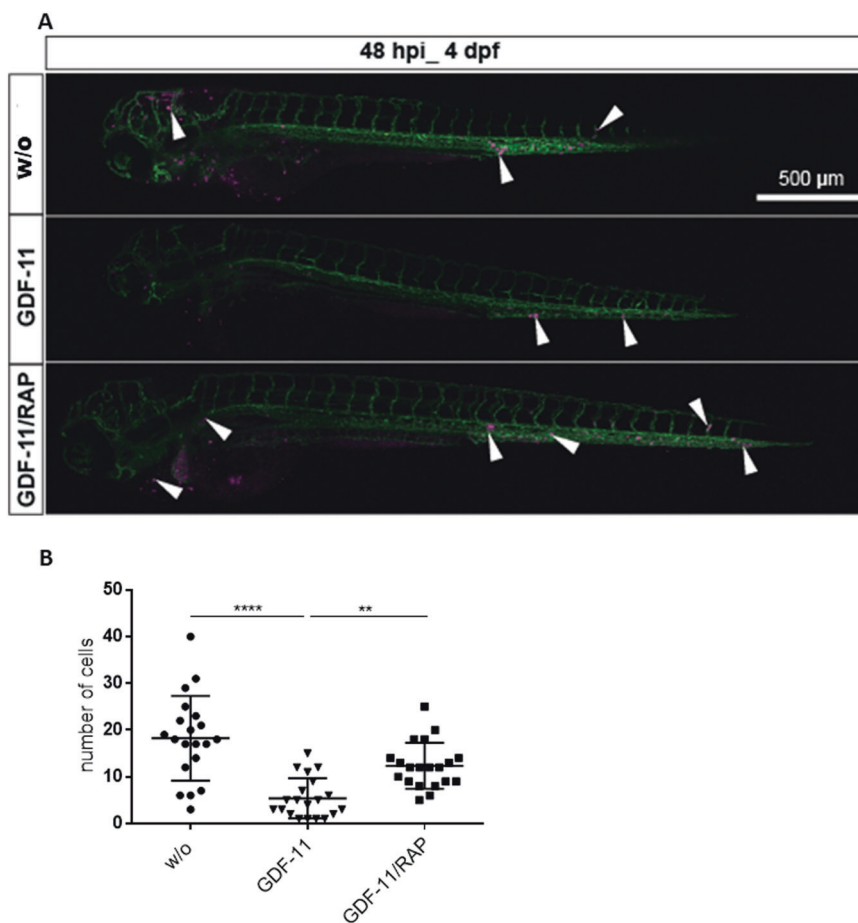 A
48 hpi_ 4 dpf
w/o
500 µm
GDF-11
GDF-11/RAP
B
50
40
30
20
10
0
number of cells
****
**
w/o
GDF-11
GDF-11/RAP